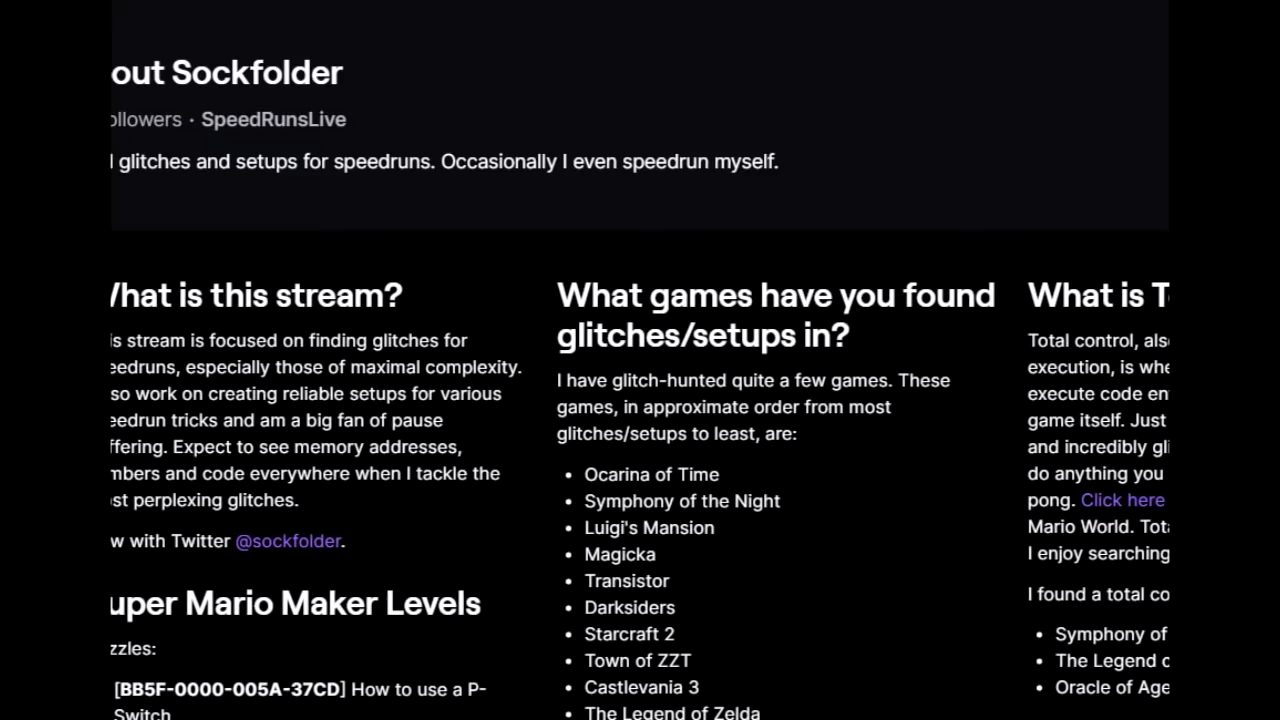 out Sockfolder
ollowers · SpeedRunsLive
glitches and setups for speedruns. Occasionally I even speedrun myself.
hat is this stream?
is stream is focused on finding glitches for
eedruns, especially those of maximal complexity.
so work on creating reliable setups for various
eedrun tricks and am a big fan of pause
ffering. Expect to see memory addresses,
mbers and code everywhere when I tackle the
st perplexing glitches.
w with Twitter @sockfolder.
uper Mario Maker Levels
zzles:
[BB5F-0000-005A-37CD] How to use a P-
Switch
What games have you found
glitches/setups in?
I have glitch-hunted quite a few games. These
games, in approximate order from most
glitches/setups to least, are:
• Ocarina of Time
• Symphony of the Night
• Luigi's Mansion
• Magicka
• Transistor
• Darksiders
• Starcraft 2
• Town of ZZT
• Castlevania 3
• The Legend of Zelda
What is T
Total control, als
execution, is whe
execute code en
game itself. Just
and incredibly gli
do anything you
pong. Click here
Mario World. Tota
I enjoy searching
I found a total co
• Symphony of
• The Legend o
• Oracle of Age